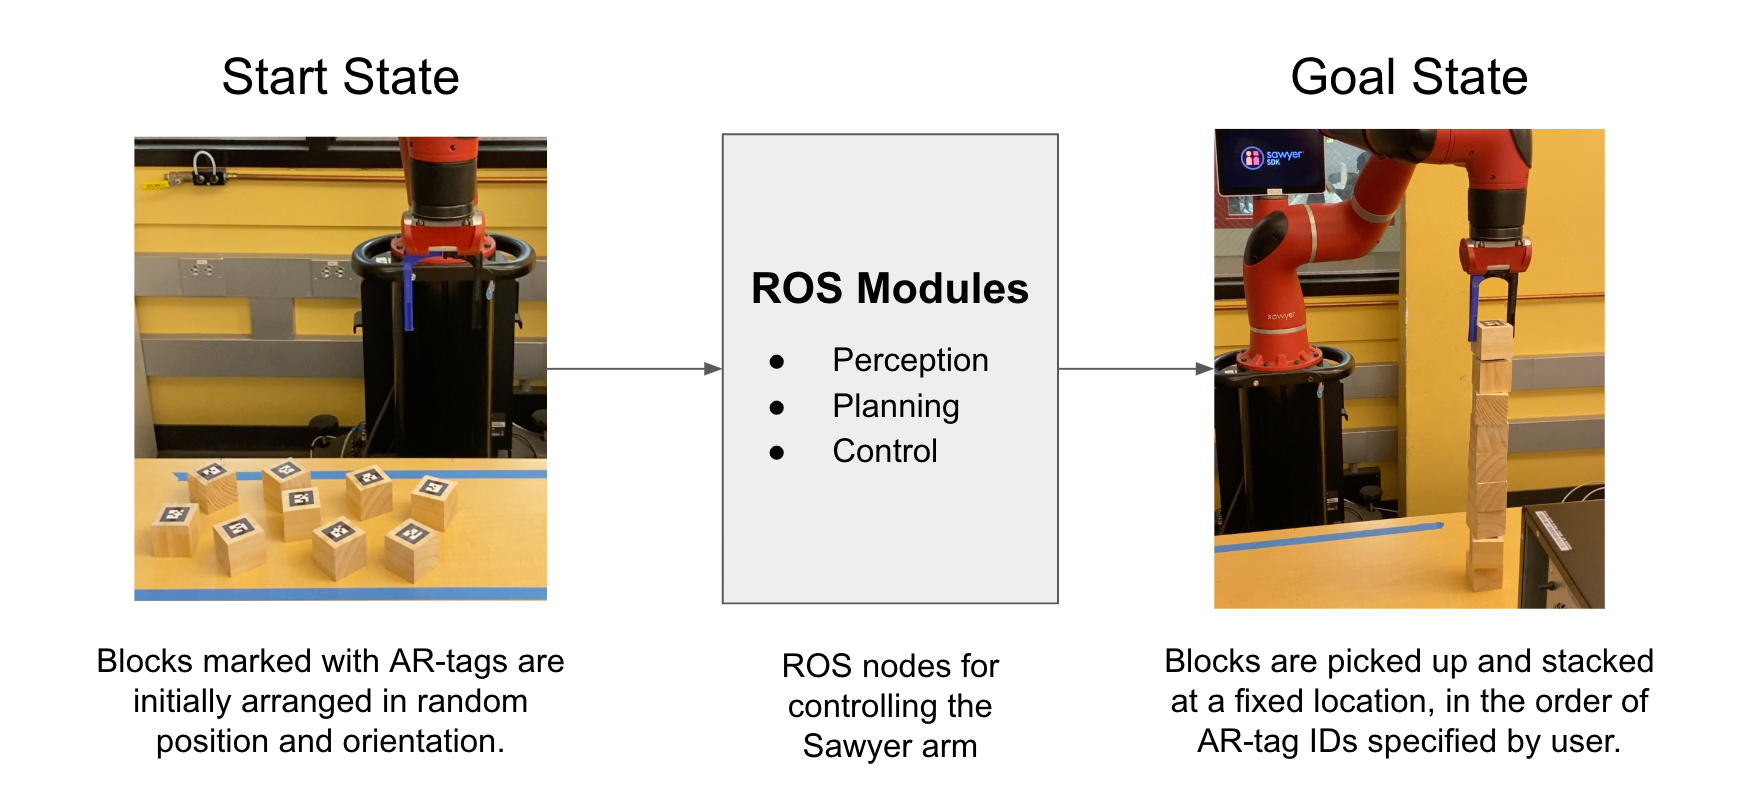 Start State
Goal State
sawyer
SDK
ROS Modules
● Perception
● Planning
● Control
sawyer
Blocks marked with AR-tags are
initially arranged in random
position and orientation.
ROS nodes for
controlling the
Sawyer arm
Blocks are picked up and stacked
at a fixed location, in the order of
AR-tag IDs specified by user.